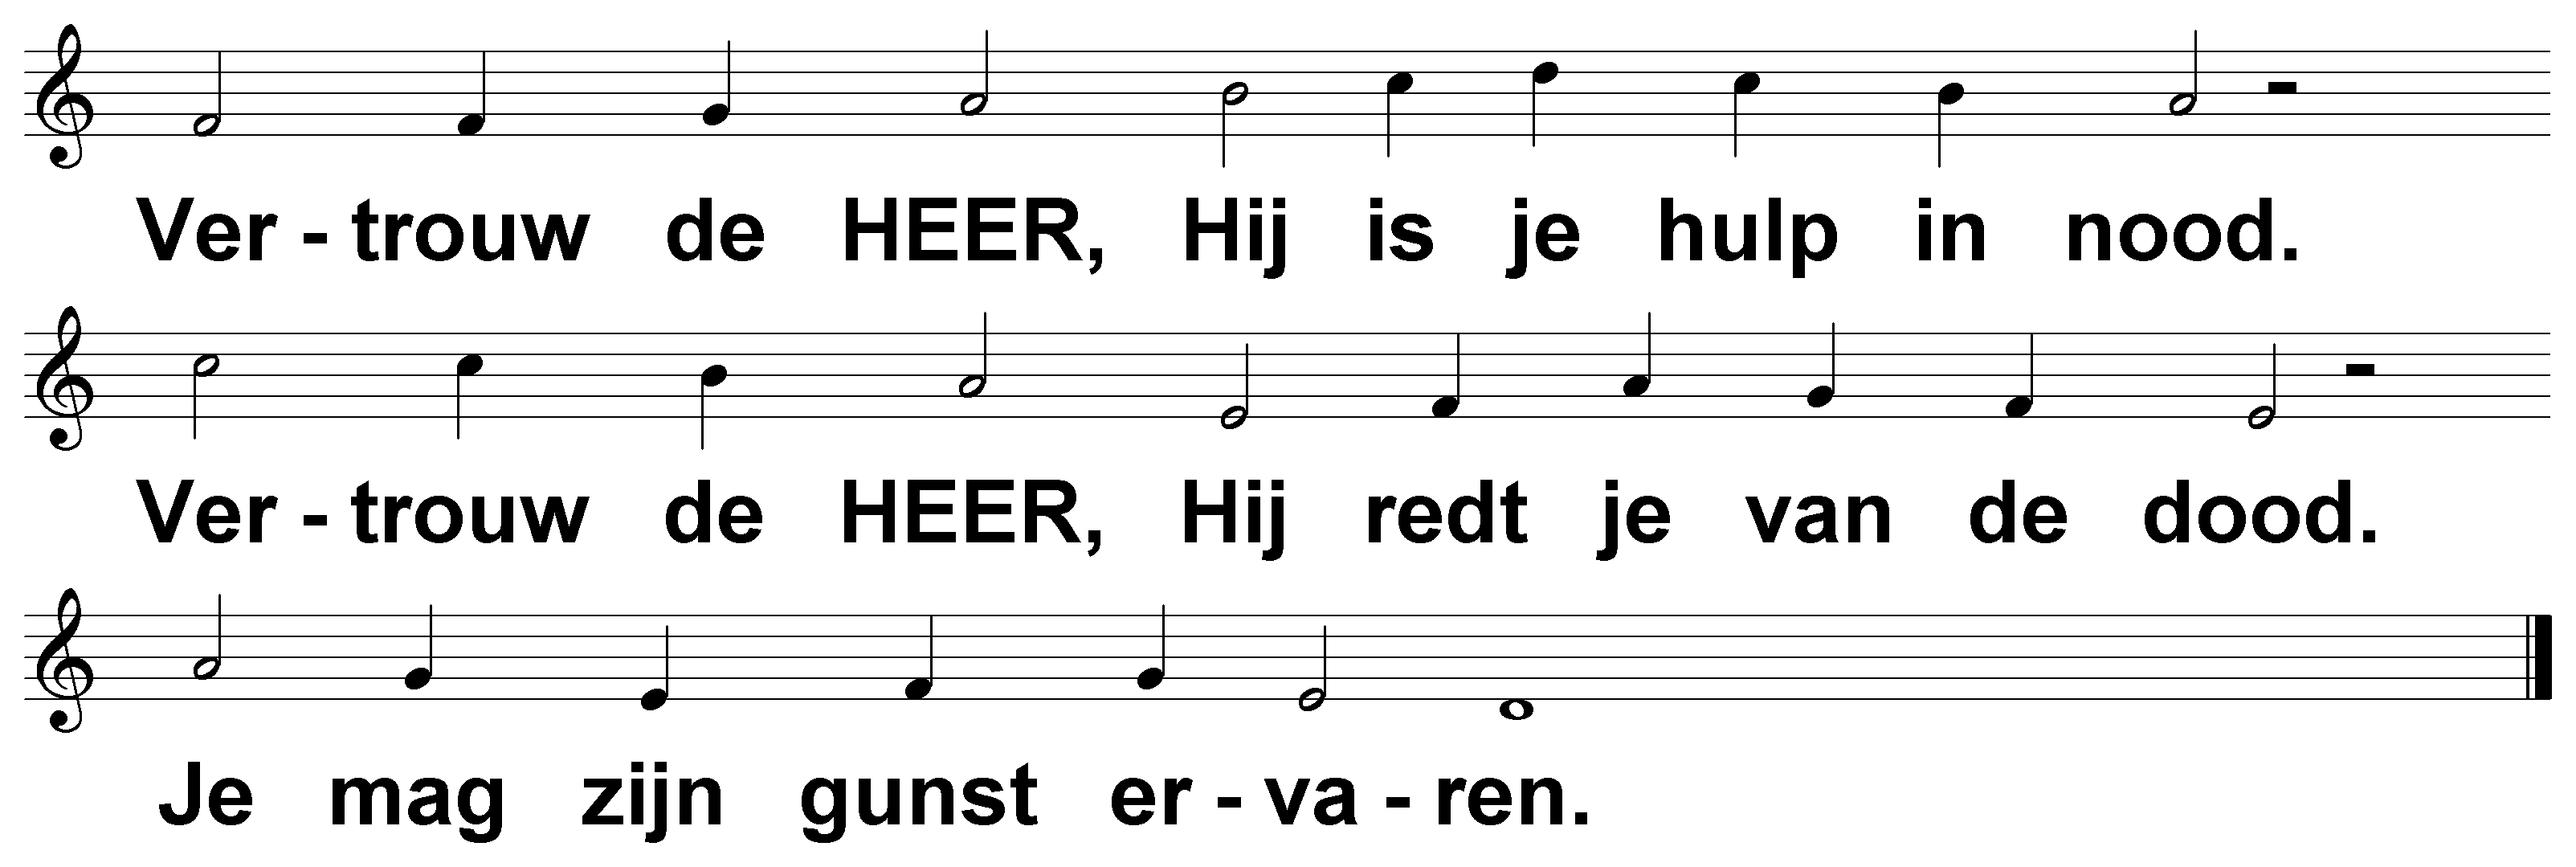 Ver - trouw de HEER, Hij is je hulp in nood.
Ver - trouw de HEER, Hij redt je van de dood.
Je mag zijn gunst er - va - ren.